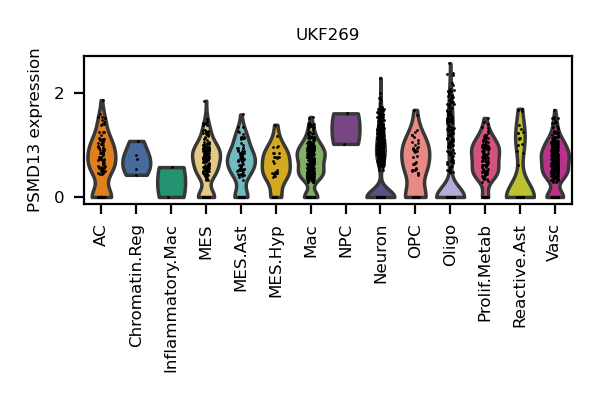 UKF269
PSMD13 expression
2
0
AC
Chromatin.Reg
Inflammatory.Mac
MES
MES.Ast
MES.Hyp
Mac
NPC
Neuron
OPC
Oligo
Prolif.Metab
Reactive.Ast
Vasc